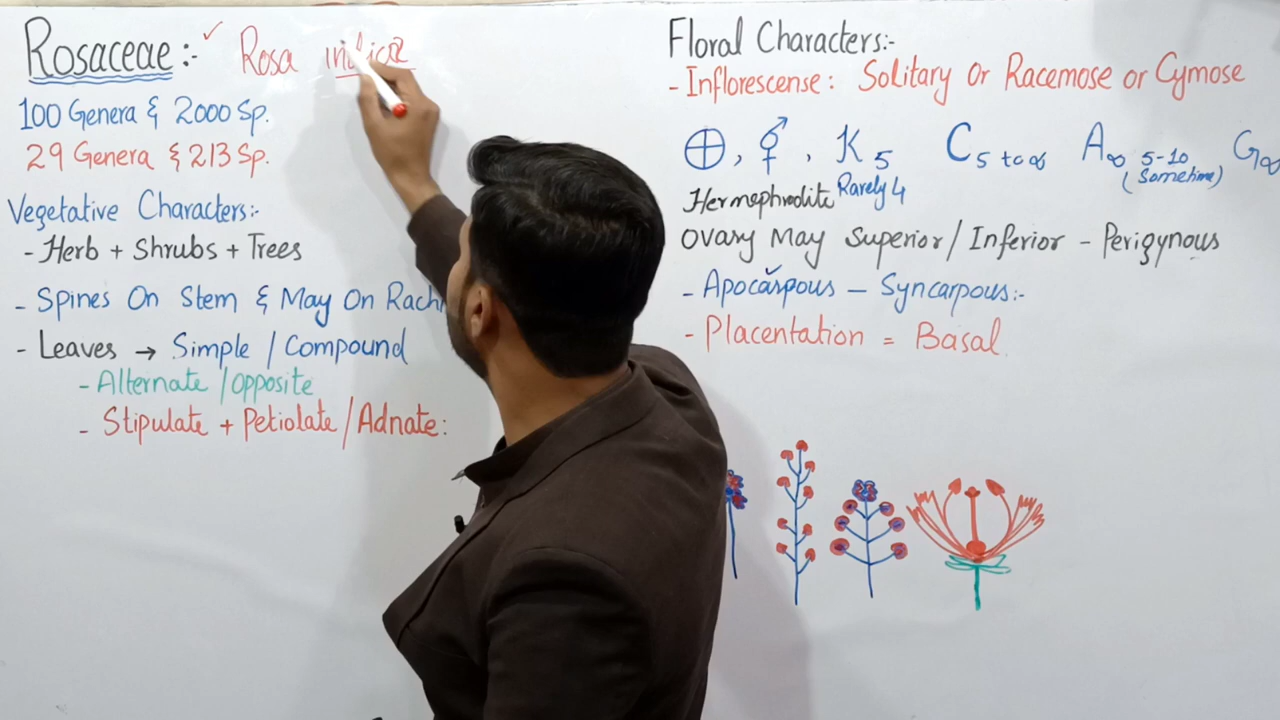 Rosaceae:- ✓ Rosa indica
100 Genera & 2000 Sp.
29 Genera & 213 Sp.
Vegetative Characters:-
- Herb + Shrubs + Trees
- Spines On Stem & May On Rach
- Leaves → Simple / Compound
- Alternate / Opposite
- Stipulate + Petiolate / Adnate:
Floral Characters:-
- Inflorescense: Solitary Or Racemose or Cymose
⊕, ⚥, K5 C5 to ∞ A∞ 5-10 (Sometime) G∞
Hermephrodite Rarely 4
Ovary May Superior / Inferior - Perigynous
- Apocarpous — Syncarpous:-
- Placentation = Basal